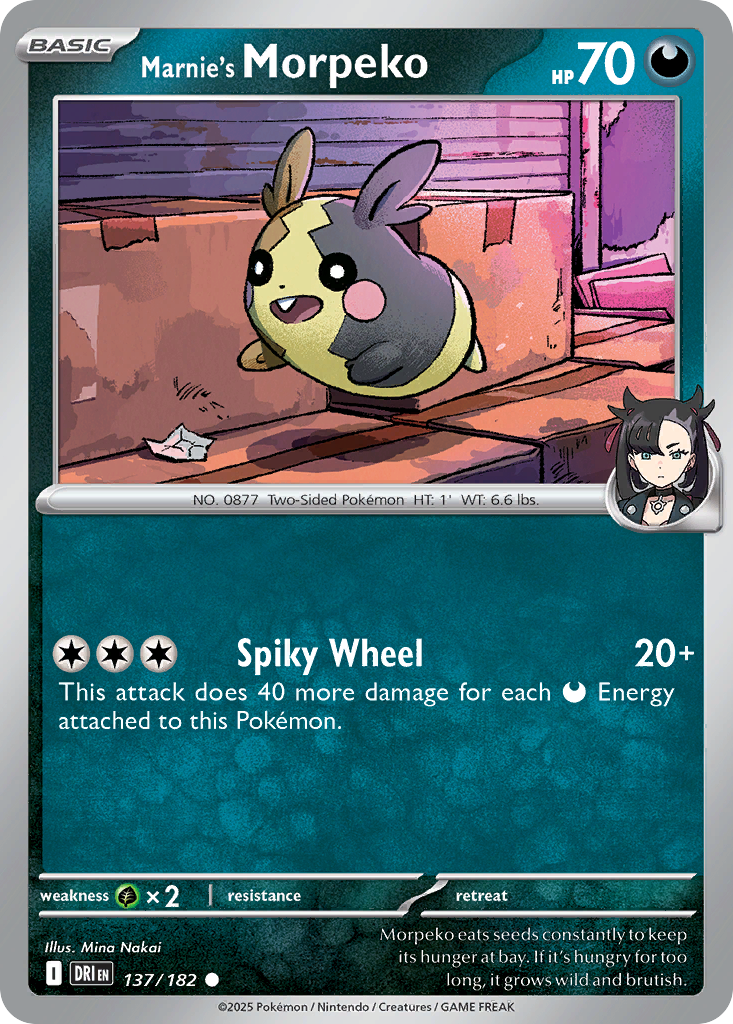 BASIC
Marnie's Morpeko
HP 70
NO. 0877 Two-Sided Pokémon HT: 1' WT: 6.6 lbs.
Spiky Wheel 20+
This attack does 40 more damage for each Energy
attached to this Pokémon.
weakness ×2 resistance retreat
Illus. Mina Nakai
Morpeko eats seeds constantly to keep
its hunger at bay. If it's hungry for too
long, it grows wild and brutish.
I DRI EN 137/182
©2025 Pokémon / Nintendo / Creatures / GAME FREAK